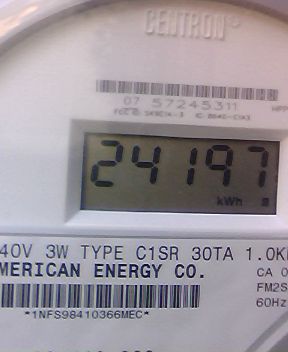 CENTRON®
07 57245311
24197
kWh
40V 3W TYPE C1SR 30TA 1.0K
MERICAN ENERGY CO.
CA 0
FM2S
60Hz
*1NFS98410366MEC*